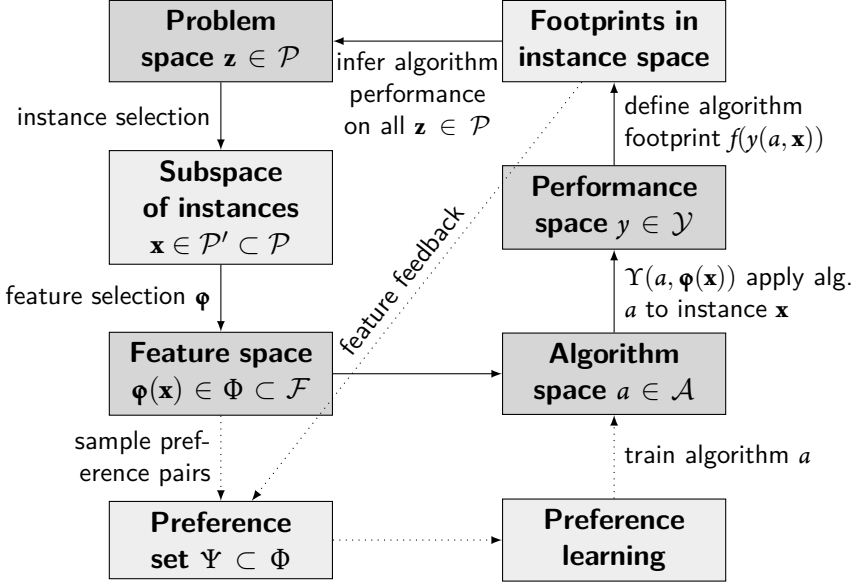 Problem
space z ∈ 𝒫
Footprints in
instance space
infer algorithm
performance
on all z ∈ 𝒫
instance selection
define algorithm
footprint f(y(a, x))
Subspace
of instances
x ∈ 𝒫′ ⊂ 𝒫
Performance
space y ∈ 𝒴
feature feedback
feature selection φ
Υ(a, φ(x)) apply alg.
a to instance x
Feature space
φ(x) ∈ Φ ⊂ ℱ
Algorithm
space a ∈ 𝒜
sample pref-
erence pairs
train algorithm a
Preference
set Ψ ⊂ Φ
Preference
learning